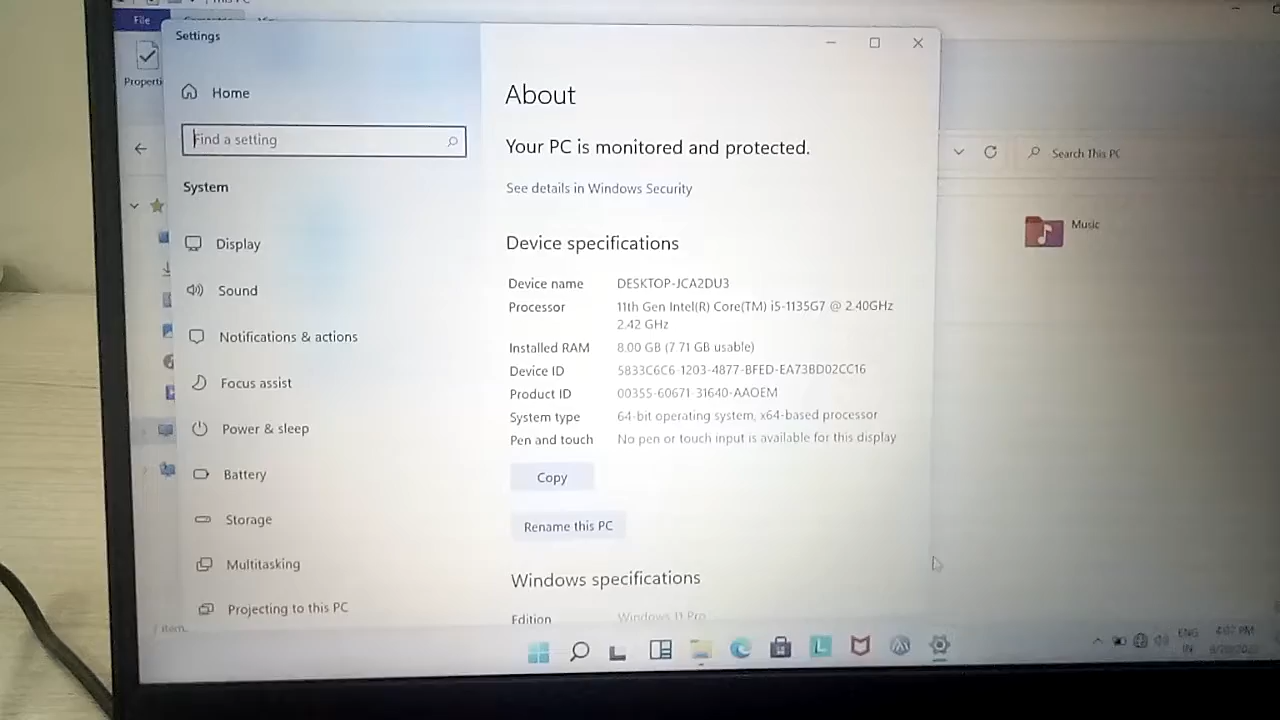 File
Settings
Properti
Home
About
Find a setting
Your PC is monitored and protected.
Search This PC
System
See details in Windows Security
Music
Display
Device specifications
Device name DESKTOP-JCA2DU3
Sound
Processor 11th Gen Intel(R) Core(TM) i5-1135G7 @ 2.40GHz
2.42 GHz
Notifications & actions
Installed RAM 8.00 GB (7.71 GB usable)
Device ID 5833C6C6-1203-4877-BFED-EA73BD02CC16
Focus assist
Product ID 00355-60671-31640-AAOEM
System type 64-bit operating system, x64-based processor
Power & sleep
Pen and touch No pen or touch input is available for this display
Battery
Copy
Storage
Rename this PC
Multitasking
Windows specifications
Projecting to this PC
Edition Windows 11 Pro
item
ENG
4:07 PM
IN